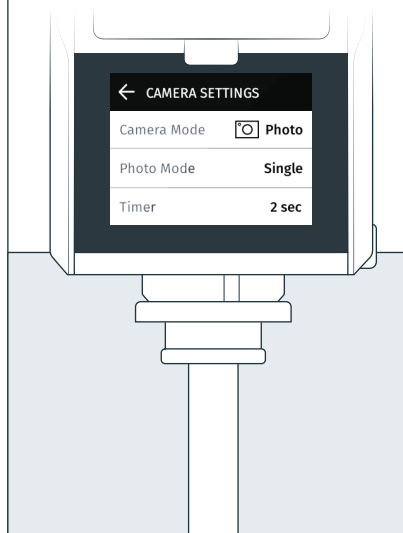 CAMERA SETTINGS
Camera Mode Photo
Photo Mode Single
Timer 2 sec